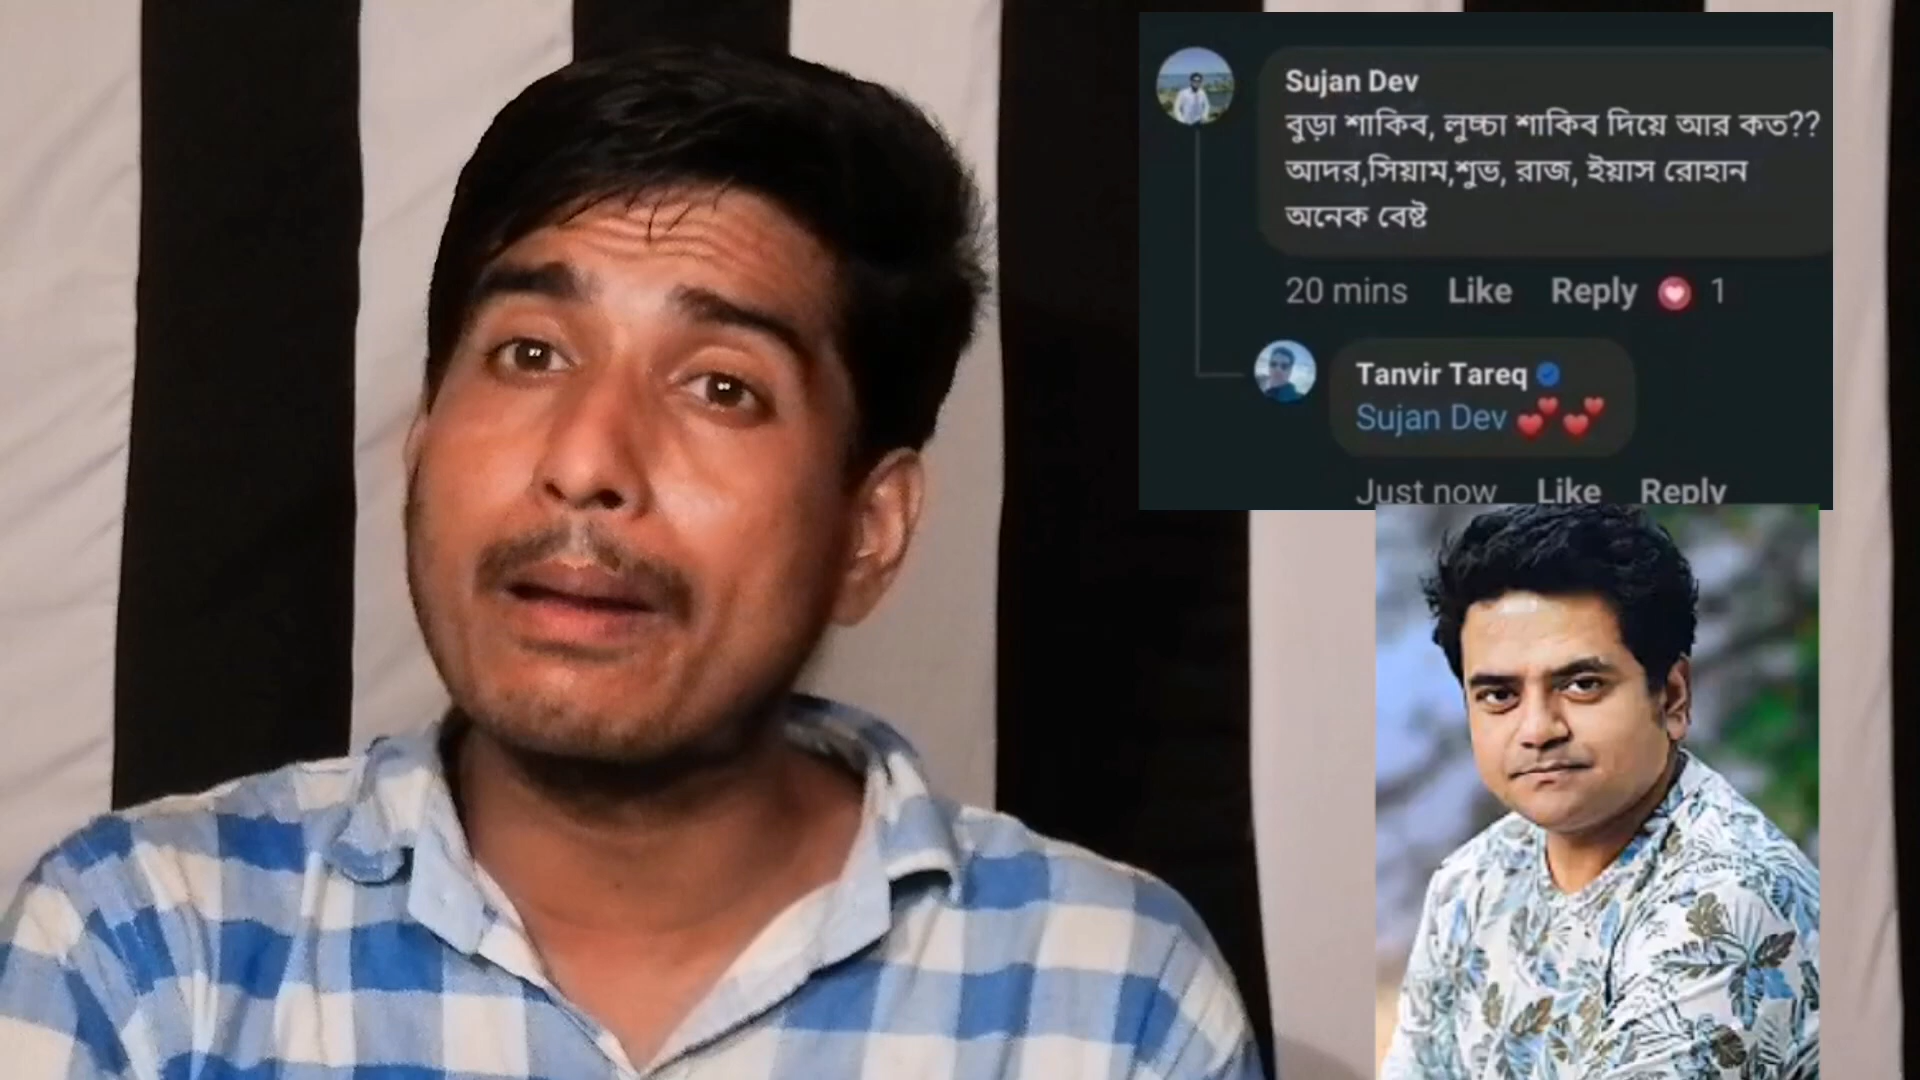 Sujan Dev
বুড়া শাকিব, লুচ্চা শাকিব দিয়ে আর কত??
আদর,সিয়াম,শুভ, রাজ, ইয়াস রোহান
অনেক বেষ্ট
20 mins Like Reply 1
Tanvir Tareq
Sujan Dev 💕💕
Just now Like Reply